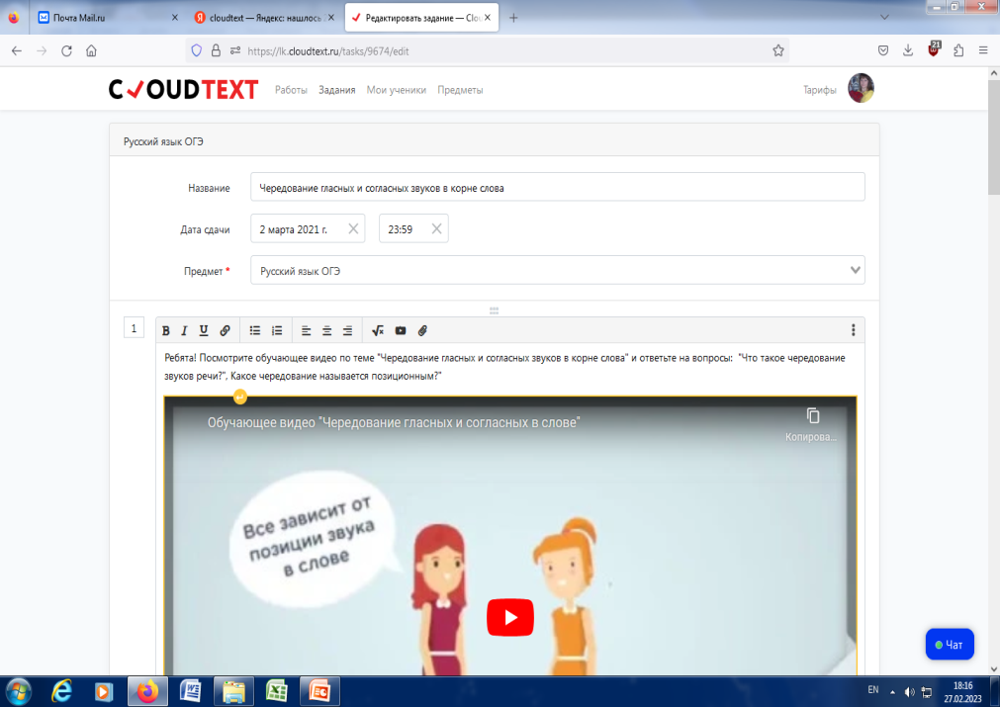 Почта Mail.ru
cloudtext — Яндекс: нашлось
Редактировать задание — Clou
https://lk.cloudtext.ru/tasks/9674/edit
21
CLOUDTEXT Работы Задания Мои ученики Предметы Тарифы
Русский язык ОГЭ
Название Чередование гласных и согласных звуков в корне слова
Дата сдачи 2 марта 2021 г. 23:59
Предмет * Русский язык ОГЭ
1 B I U
Ребята! Посмотрите обучающее видео по теме "Чередование гласных и согласных звуков в корне слова" и ответьте на вопросы: "Что такое чередование
звуков речи?", Какое чередование называется позиционным?"
Обучающее видео "Чередование гласных и согласных в слове"
Копирова...
Все зависит от
позиции звука
в слове
Чат
EN 18:16
27.02.2023